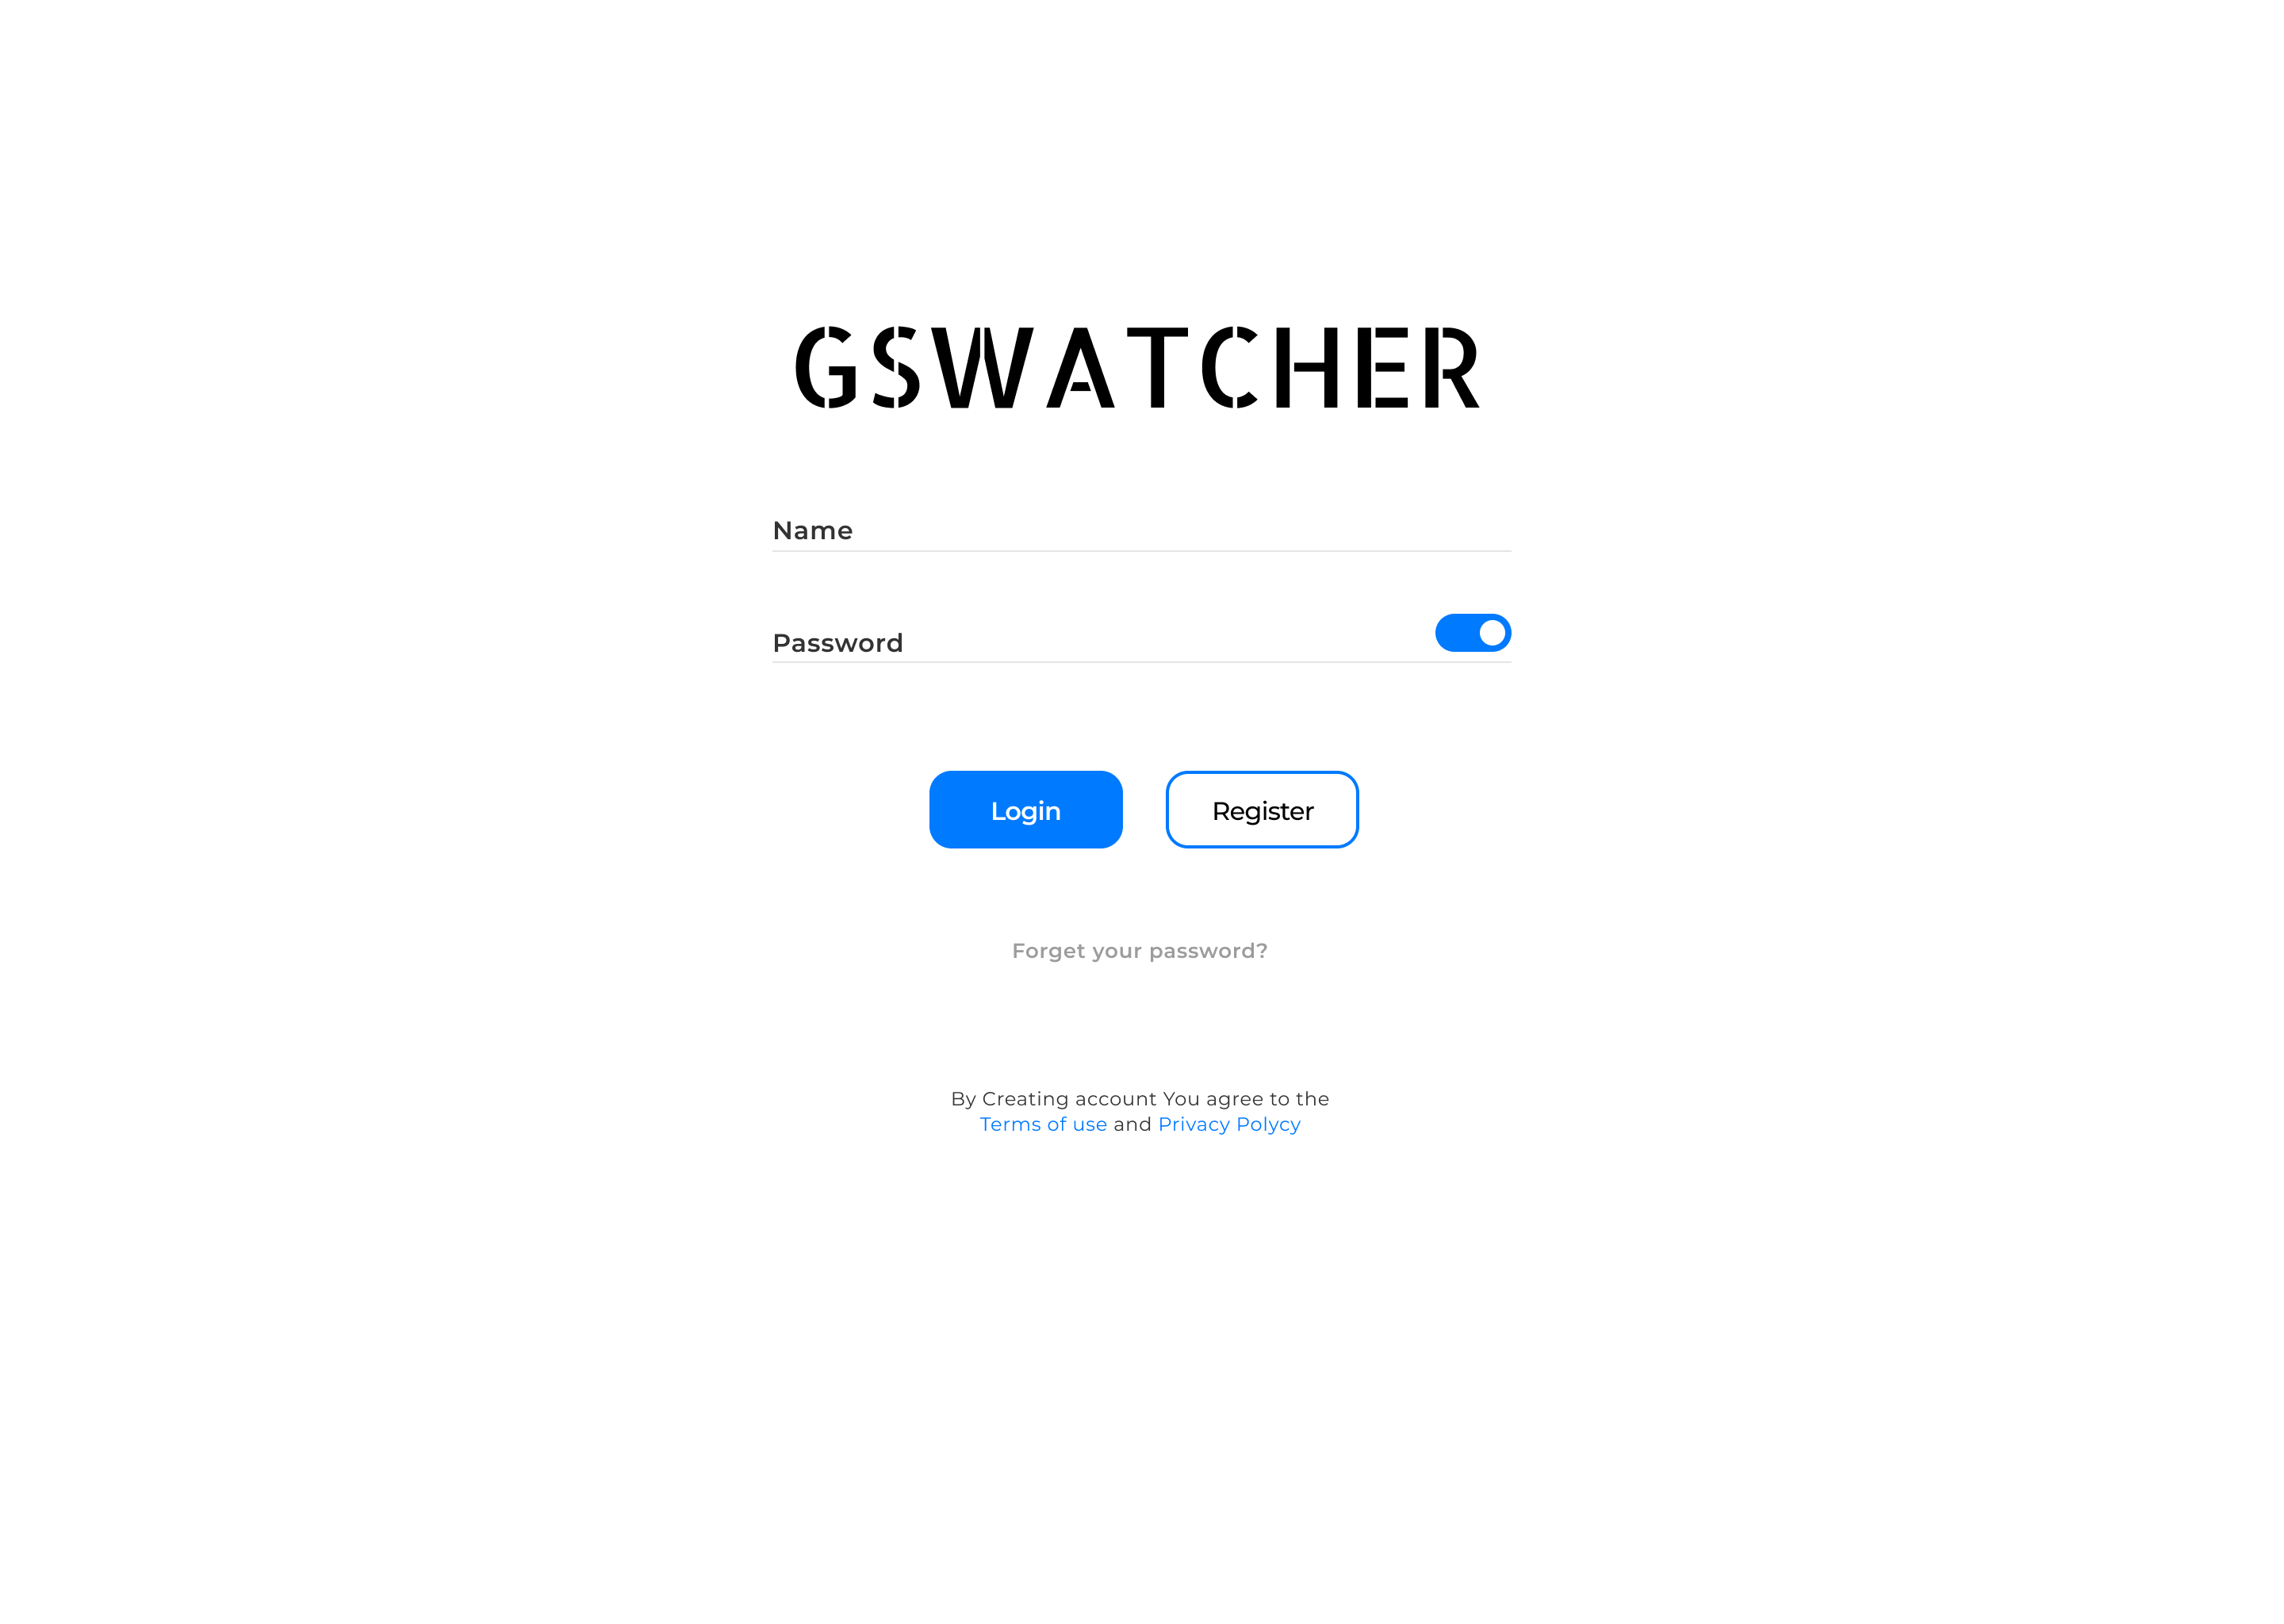 GSWATCHER
Name
Password
Login Register
Forget your password?
By Creating account You agree to the
Terms of use and Privacy Polycy